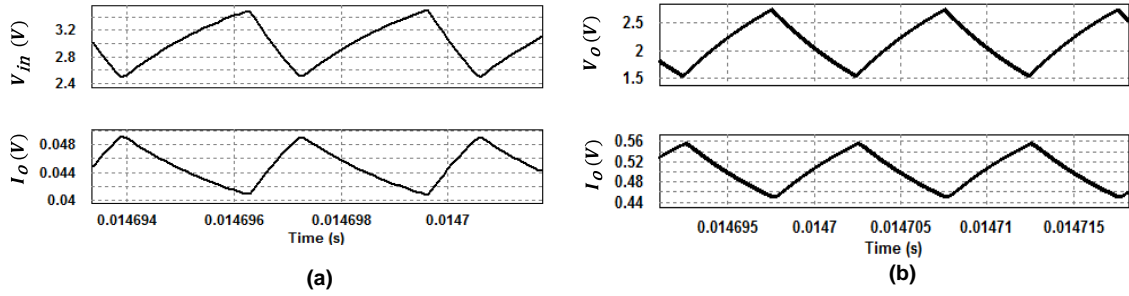 V_in (V)
3.2
2.8
2.4
I_o (V)
0.048
0.044
0.04
0.014694
0.014696
0.014698
0.0147
Time (s)
(a)
V_o (V)
2.5
2
1.5
I_o (V)
0.56
0.52
0.48
0.44
0.014695
0.0147
0.014705
0.01471
0.014715
Time (s)
(b)